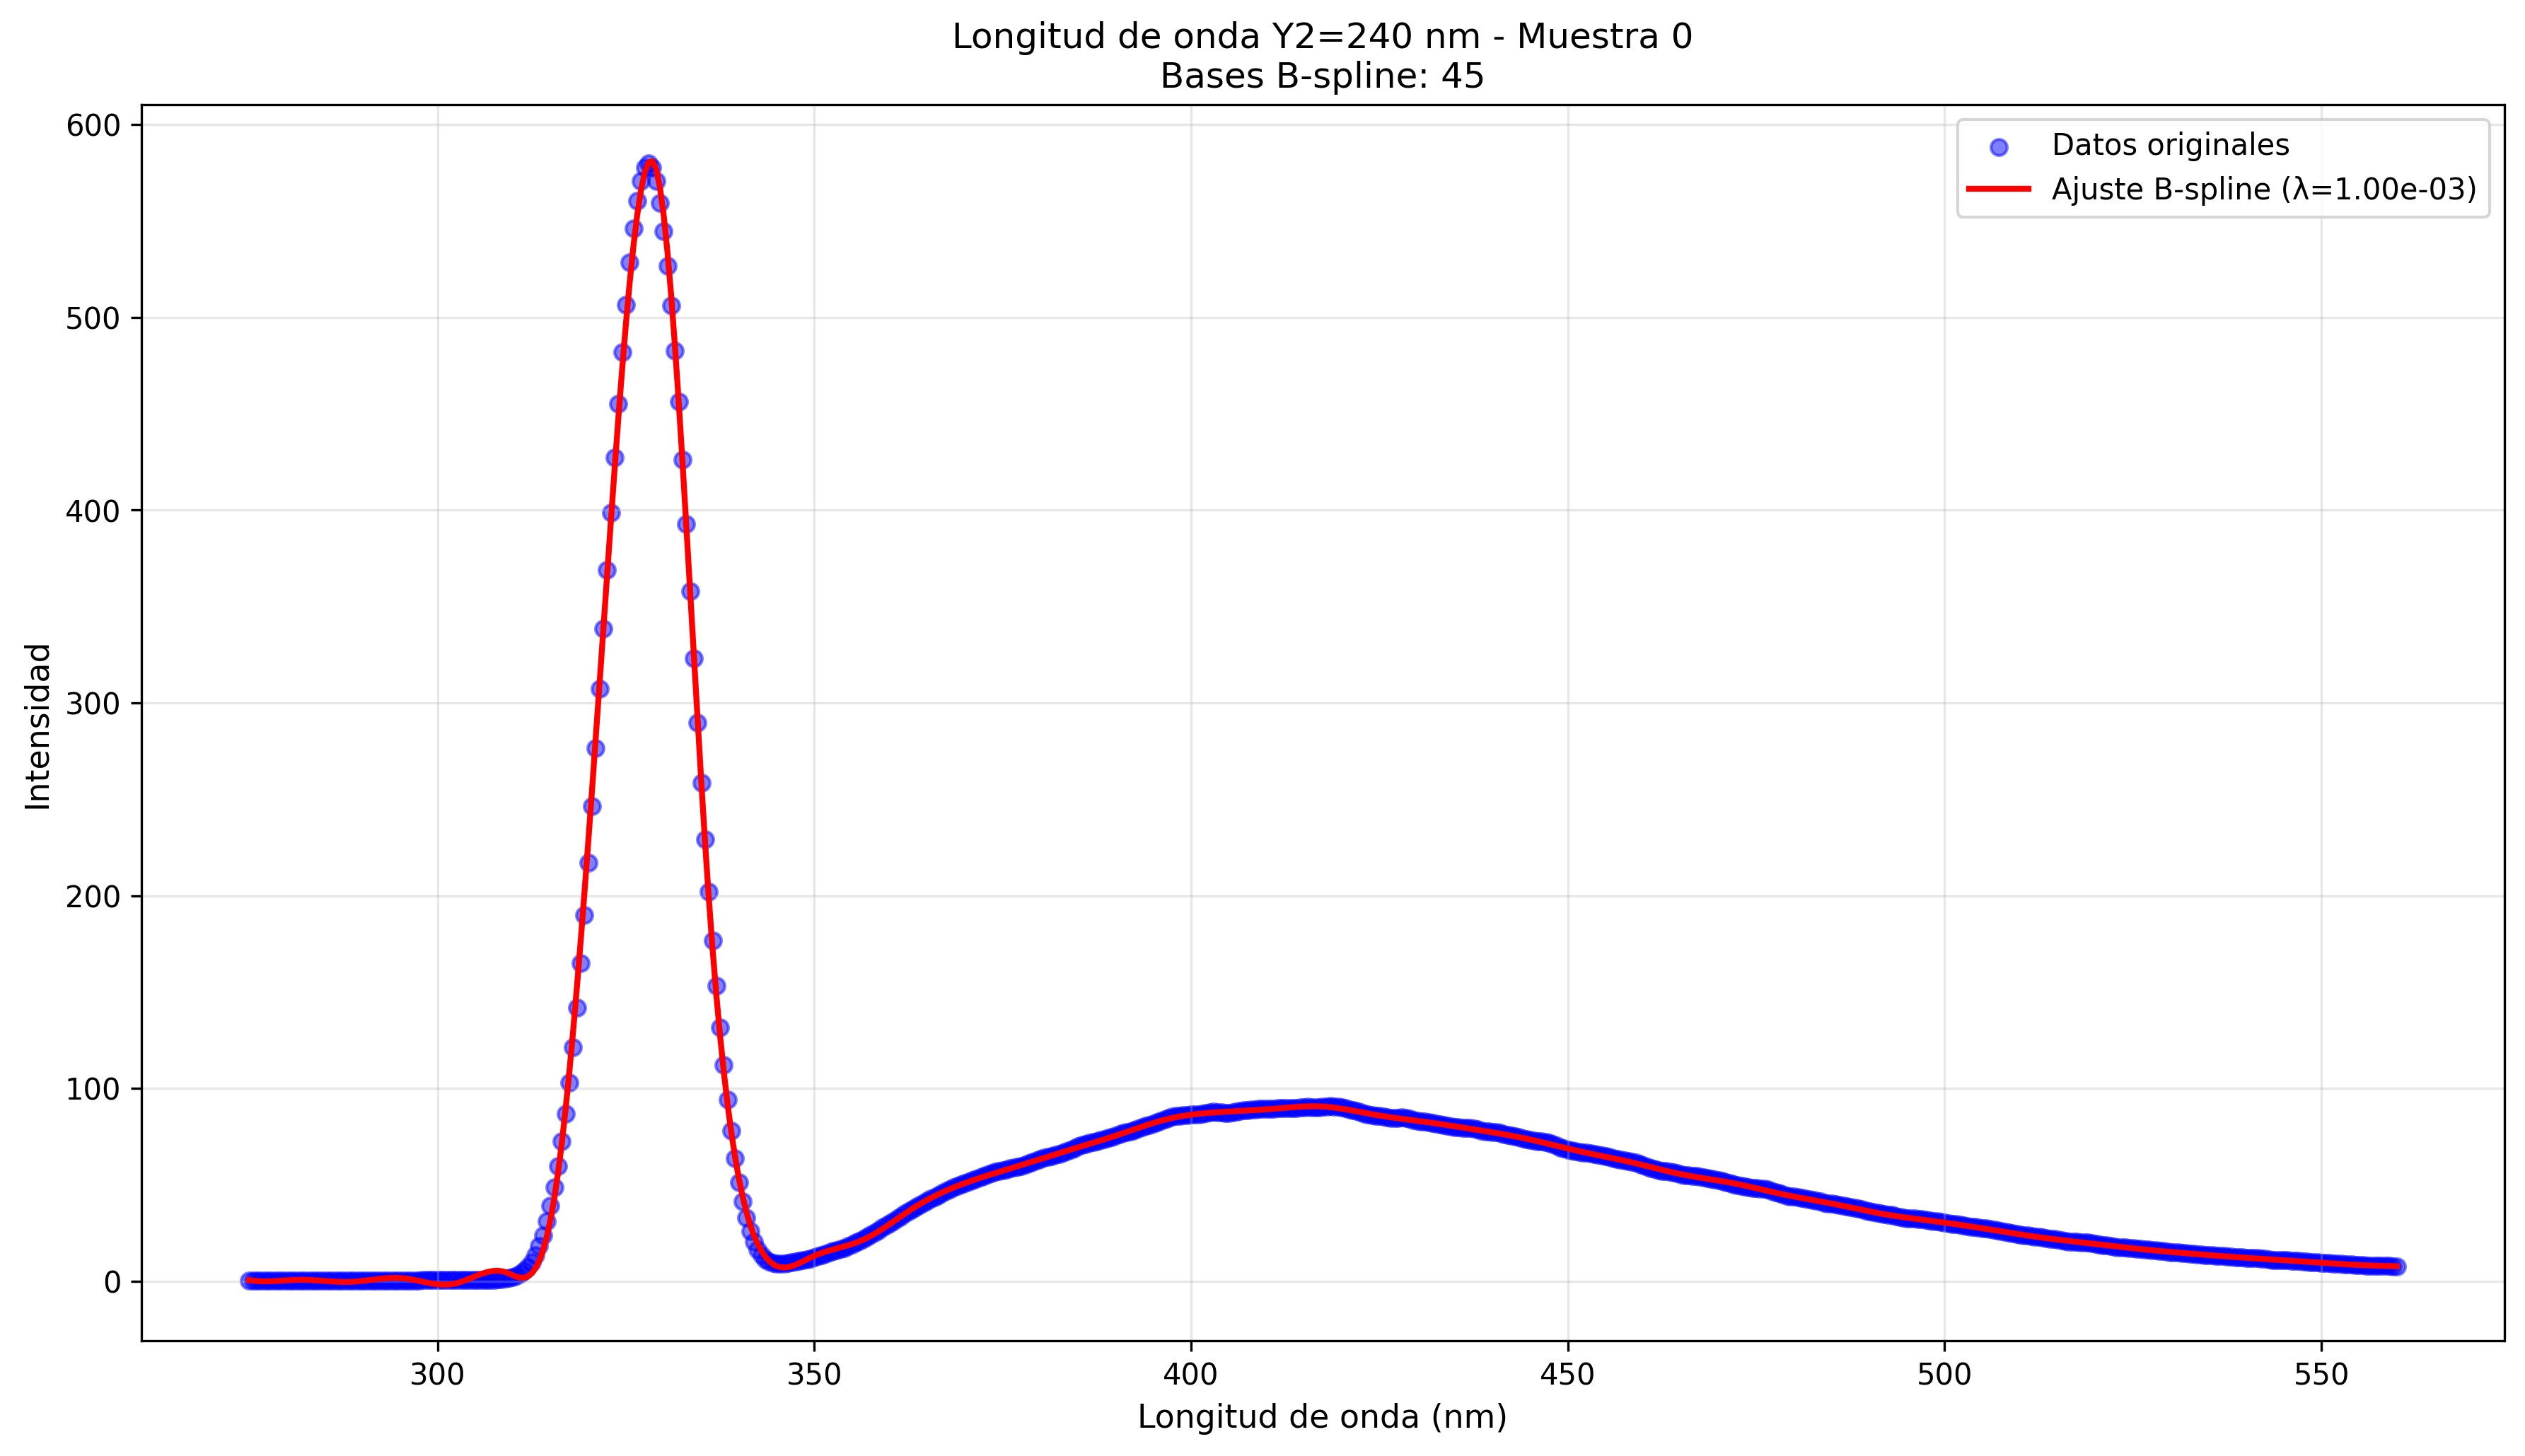 Longitud de onda Y2=240 nm - Muestra 0
Bases B-spline: 45
Datos originales
Ajuste B-spline (λ=1.00e-03)
600
500
400
300
200
100
0
Intensidad
300
350
400
450
500
550
Longitud de onda (nm)